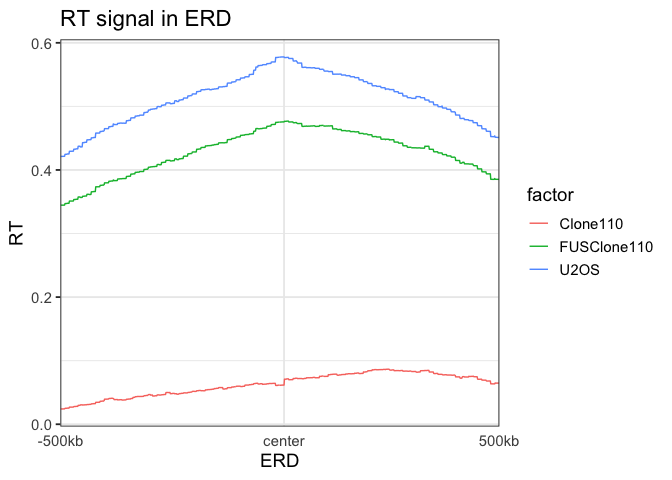 RT signal in ERD
0.6
0.4
0.2
0.0
RT
-500kb
center
500kb
ERD
factor
Clone110
FUSClone110
U2OS